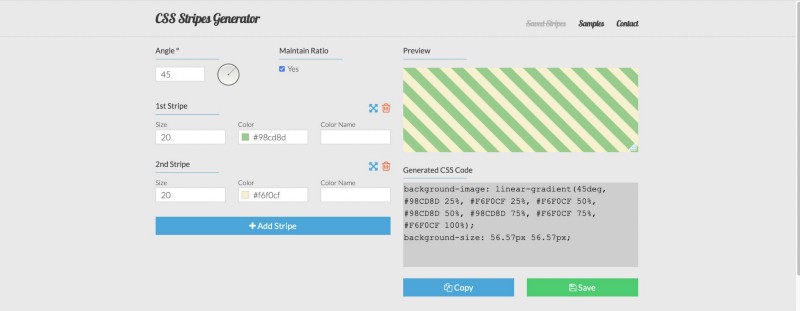 CSS Stripes Generator
Saved Stripes Samples Contact
Angle °
45
Maintain Ratio
Yes
1st Stripe
Size Color Color Name
20 #98cd8d
2nd Stripe
Size Color Color Name
20 #f6f0cf
Add Stripe
Preview
Generated CSS Code
background-image: linear-gradient(45deg,
#98CD8D 25%, #F6F0CF 25%, #F6F0CF 50%,
#98CD8D 50%, #98CD8D 75%, #F6F0CF 75%,
#F6F0CF 100%);
background-size: 56.57px 56.57px;
Copy Save